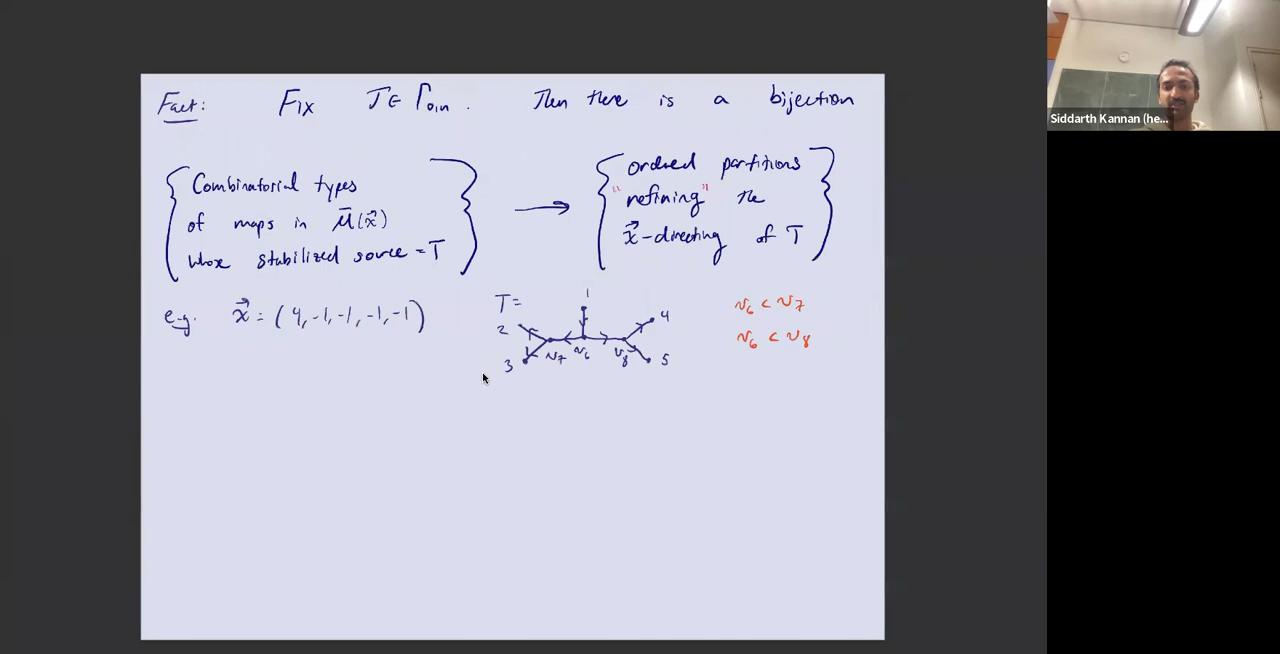 Fact: Fix T ∈ Γ₀,ₙ. Then there is a bijection
{ Combinatorial types of maps in M̄(x⃗) whose stabilized source = T } → { ordered partitions "refining" the x⃗-directing of T }
e.g. x⃗ = (4,-1,-1,-1,-1)
T =
1
2
3
4
5
v₇ v₆ v₈
v₆ < v₇
v₆ < v₈
Siddarth Kannan (he...